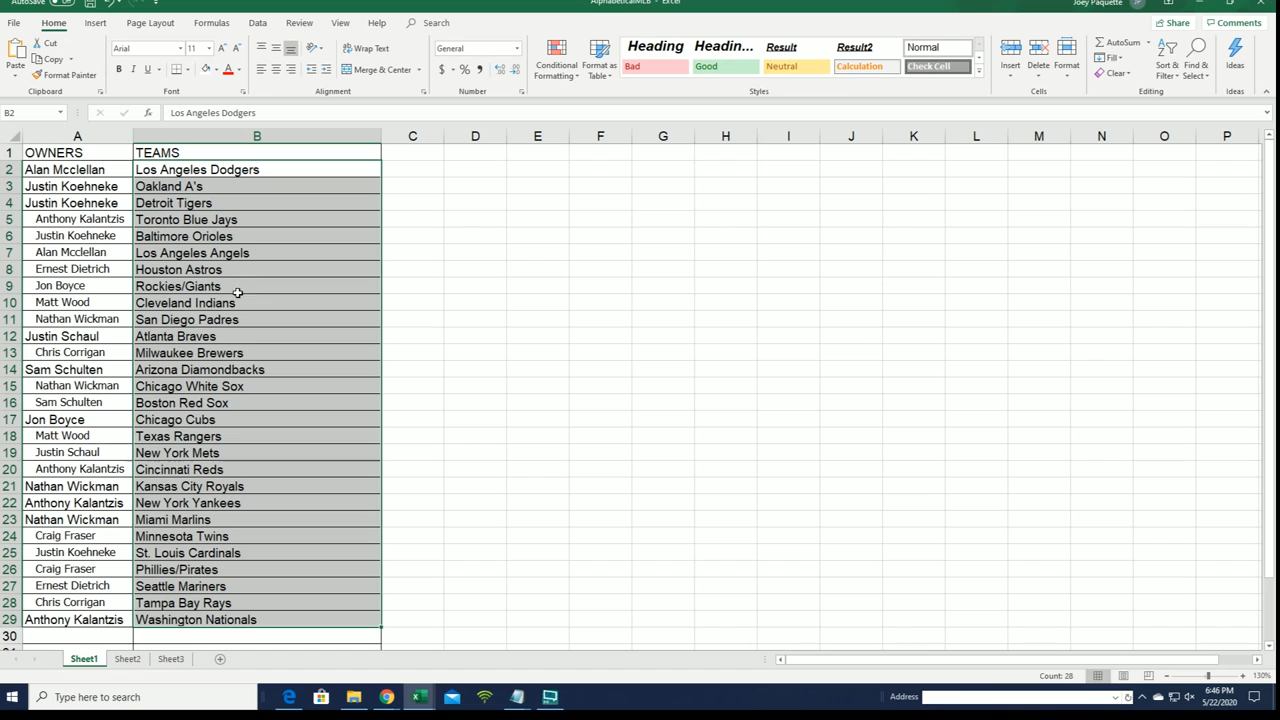 AutoSave
AlphabeticalMLB - Excel
Joey Paquette
JP
File Home Insert Page Layout Formulas Data Review View Help Search
Share Comments
Paste
Cut
Copy
Format Painter
Clipboard
Arial 11
B I U
Font
Wrap Text
Merge & Center
Alignment
General
$ % ,
Number
Conditional Formatting
Format as Table
Heading Headin... Result Result2 Normal
Bad Good Neutral Calculation Check Cell
Styles
Insert Delete Format
Cells
AutoSum
Fill
Clear
Sort & Filter
Find & Select
Editing
Ideas
Ideas
B2 fx Los Angeles Dodgers
A B C D E F G H I J K L M N O P
1 OWNERS TEAMS
2 Alan Mcclellan Los Angeles Dodgers
3 Justin Koehneke Oakland A's
4 Justin Koehneke Detroit Tigers
5 Anthony Kalantzis Toronto Blue Jays
6 Justin Koehneke Baltimore Orioles
7 Alan Mcclellan Los Angeles Angels
8 Ernest Dietrich Houston Astros
9 Jon Boyce Rockies/Giants
10 Matt Wood Cleveland Indians
11 Nathan Wickman San Diego Padres
12 Justin Schaul Atlanta Braves
13 Chris Corrigan Milwaukee Brewers
14 Sam Schulten Arizona Diamondbacks
15 Nathan Wickman Chicago White Sox
16 Sam Schulten Boston Red Sox
17 Jon Boyce Chicago Cubs
18 Matt Wood Texas Rangers
19 Justin Schaul New York Mets
20 Anthony Kalantzis Cincinnati Reds
21 Nathan Wickman Kansas City Royals
22 Anthony Kalantzis New York Yankees
23 Nathan Wickman Miami Marlins
24 Craig Fraser Minnesota Twins
25 Justin Koehneke St. Louis Cardinals
26 Craig Fraser Phillies/Pirates
27 Ernest Dietrich Seattle Mariners
28 Chris Corrigan Tampa Bay Rays
29 Anthony Kalantzis Washington Nationals
30
Sheet1 Sheet2 Sheet3
Count: 28 130%
Type here to search
Address
6:46 PM
5/22/2020